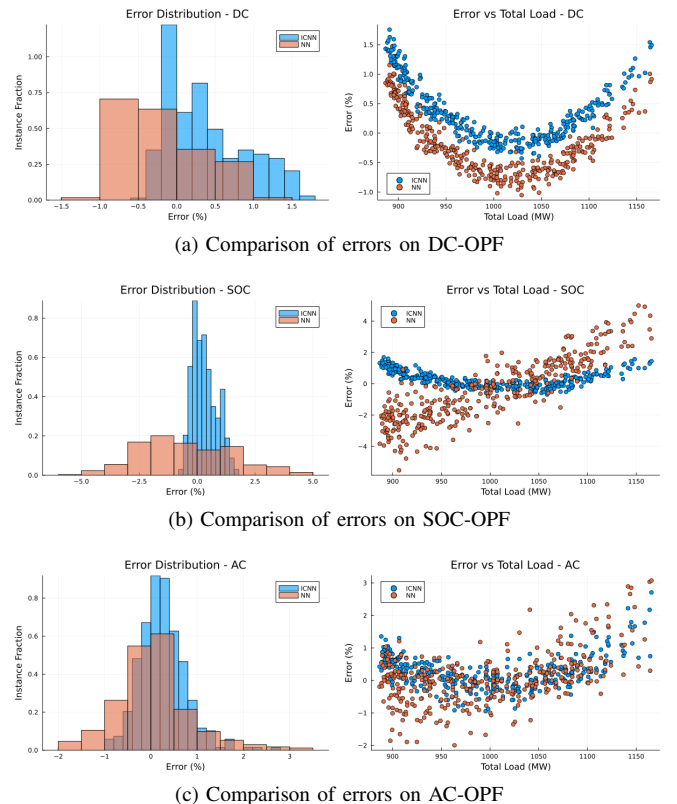 Error Distribution - DC
Instance Fraction
1.00
0.75
0.50
0.25
0.00
ICNN
NN
−1.5 −1.0 −0.5 0.0 0.5 1.0 1.5
Error (%)
Error vs Total Load - DC
Error (%)
1.5
1.0
0.5
0.0
−0.5
−1.0
ICNN
NN
900 950 1000 1050 1100 1150
Total Load (MW)
(a) Comparison of errors on DC-OPF
Error Distribution - SOC
Instance Fraction
0.8
0.6
0.4
0.2
0.0
ICNN
NN
−5.0 −2.5 0.0 2.5 5.0
Error (%)
Error vs Total Load - SOC
Error (%)
4
2
0
−2
−4
ICNN
NN
900 950 1000 1050 1100 1150
Total Load (MW)
(b) Comparison of errors on SOC-OPF
Error Distribution - AC
Instance Fraction
0.8
0.6
0.4
0.2
0.0
ICNN
NN
−2 −1 0 1 2 3
Error (%)
Error vs Total Load - AC
Error (%)
3
2
1
0
−1
−2
ICNN
NN
900 950 1000 1050 1100 1150
Total Load (MW)
(c) Comparison of errors on AC-OPF